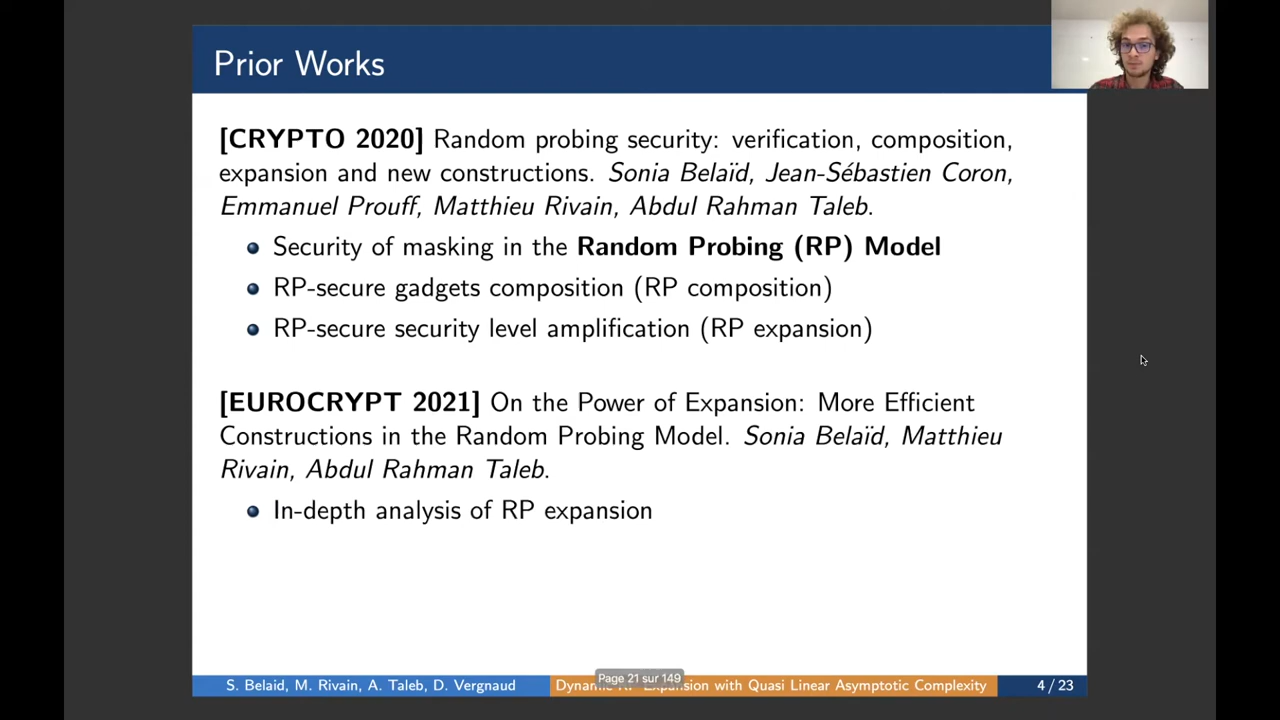 Prior Works
[CRYPTO 2020] Random probing security: verification, composition,
expansion and new constructions. Sonia Belaïd, Jean-Sébastien Coron,
Emmanuel Prouff, Matthieu Rivain, Abdul Rahman Taleb.
Security of masking in the Random Probing (RP) Model
RP-secure gadgets composition (RP composition)
RP-secure security level amplification (RP expansion)
[EUROCRYPT 2021] On the Power of Expansion: More Efficient
Constructions in the Random Probing Model. Sonia Belaïd, Matthieu
Rivain, Abdul Rahman Taleb.
In-depth analysis of RP expansion
Page 21 sur 149
S. Belaid, M. Rivain, A. Taleb, D. Vergnaud Dynamic RP Expansion with Quasi Linear Asymptotic Complexity 4 / 23